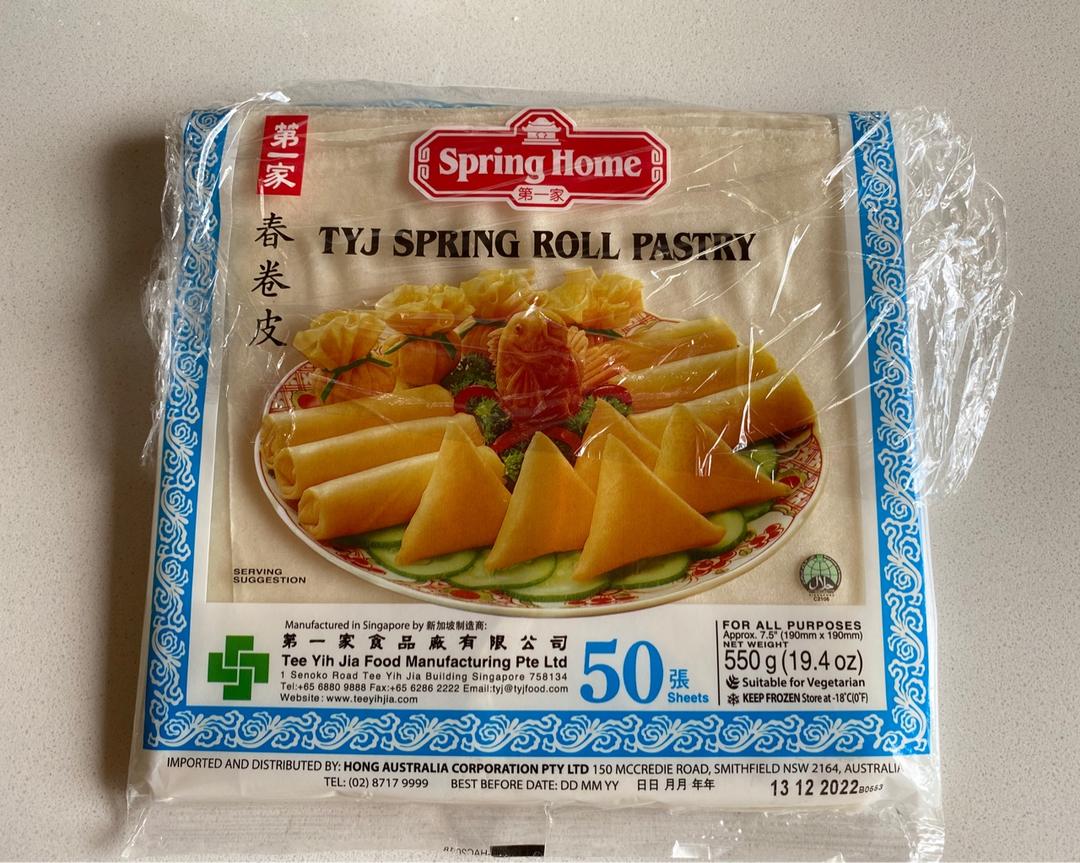 第一家
Spring Home
第一家
TYJ SPRING ROLL PASTRY
春卷皮
SERVING
SUGGESTION
SINGAPORE
C2106
Manufactured in Singapore by 新加坡制造商:
第一家食品廠有限公司
Tee Yih Jia Food Manufacturing Pte Ltd
1 Senoko Road Tee Yih Jia Building Singapore 758134
Tel:+65 6880 9888 Fax:+65 6286 2222 Email:tyj@tyjfood.com
Website: www.teeyihjia.com
50 張
Sheets
FOR ALL PURPOSES
Approx. 7.5" (190mm x 190mm)
NET WEIGHT
550 g (19.4 oz)
Suitable for Vegetarian
KEEP FROZEN Store at -18°C(0°F)
IMPORTED AND DISTRIBUTED BY: HONG AUSTRALIA CORPORATION PTY LTD 150 MCCREDIE ROAD, SMITHFIELD NSW 2164, AUSTRALIA
TEL: (02) 8717 9999 BEST BEFORE DATE: DD MM YY 日日 月月 年年
13 12 2022 B0553